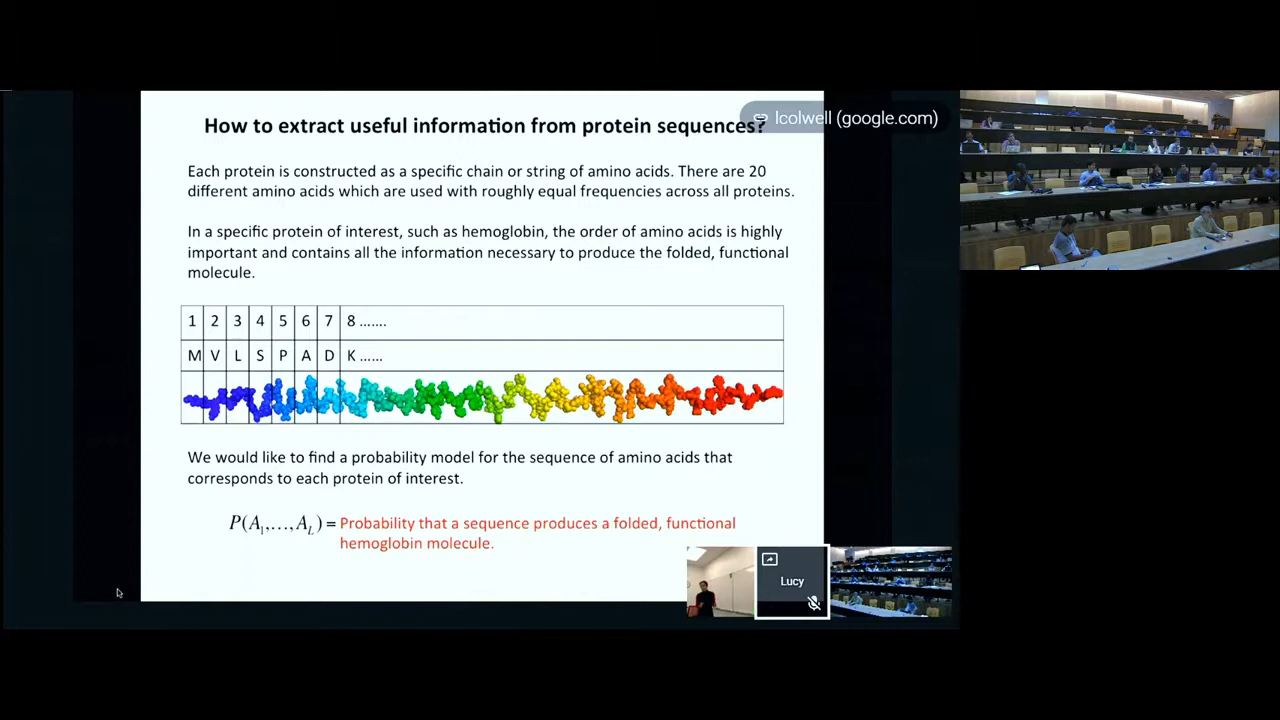 How to extract useful information from protein sequences?
lcolwell (google.com)
Each protein is constructed as a specific chain or string of amino acids. There are 20
different amino acids which are used with roughly equal frequencies across all proteins.
In a specific protein of interest, such as hemoglobin, the order of amino acids is highly
important and contains all the information necessary to produce the folded, functional
molecule.
1 2 3 4 5 6 7 8 .......
M V L S P A D K ......
We would like to find a probability model for the sequence of amino acids that
corresponds to each protein of interest.
P(A₁,...,A_L) = Probability that a sequence produces a folded, functional
hemoglobin molecule.
Lucy